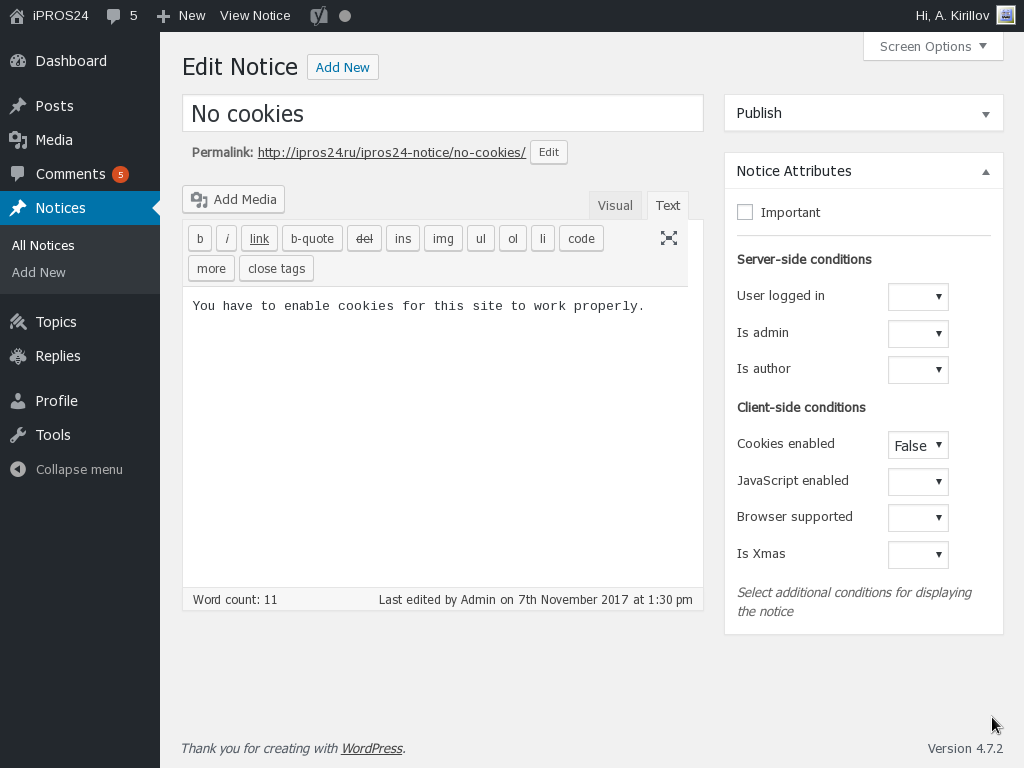 iPROS24 5 New View Notice Hi, A. Kirillov
Screen Options
Dashboard
Posts
Media
Comments 5
Notices
All Notices
Add New
Topics
Replies
Profile
Tools
Collapse menu
Edit Notice Add New
No cookies
Permalink: http://ipros24.ru/ipros24-notice/no-cookies/ Edit
Add Media
Visual Text
b i link b-quote del ins img ul ol li code
more close tags
You have to enable cookies for this site to work properly.
Word count: 11 Last edited by Admin on 7th November 2017 at 1:30 pm
Publish
Notice Attributes
Important
Server-side conditions
User logged in
Is admin
Is author
Client-side conditions
Cookies enabled False
JavaScript enabled
Browser supported
Is Xmas
Select additional conditions for displaying
the notice
Thank you for creating with WordPress. Version 4.7.2